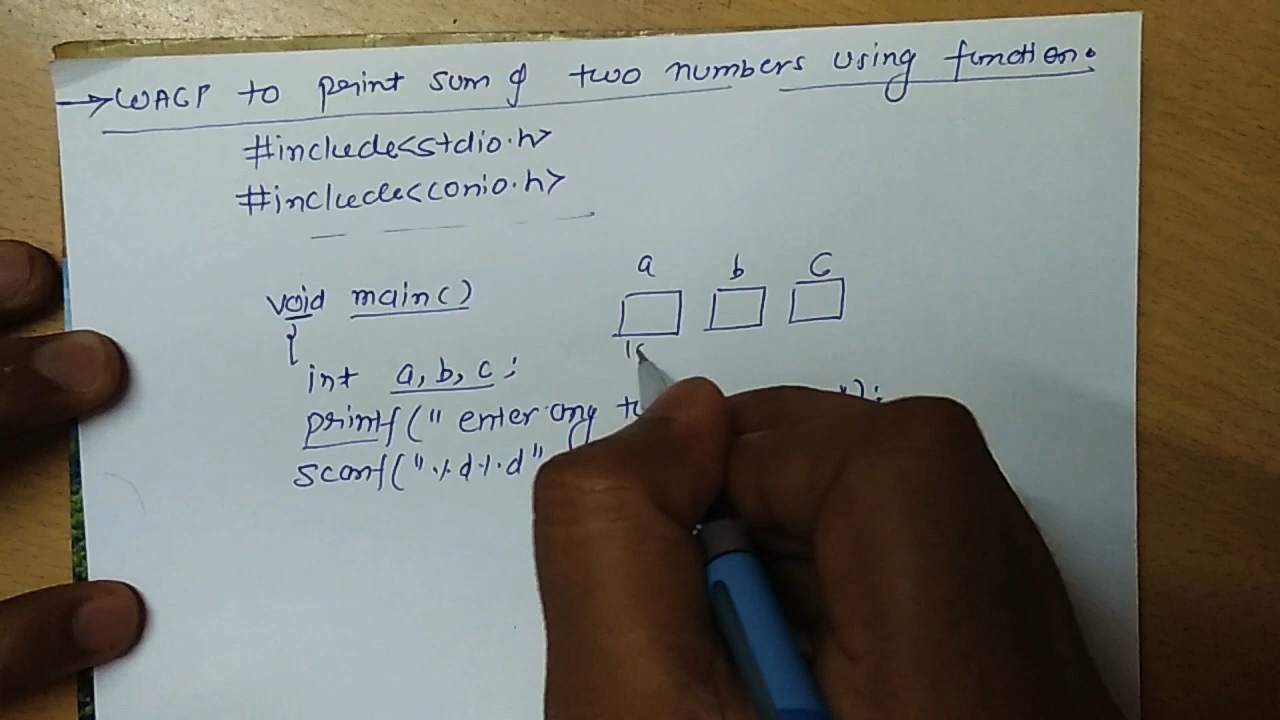 →WAGP to print sum of two numbers using function.
#include<stdio.h>
#include<conio.h>
a b C
void main()
{
int a, b, c;
printf(" enter any ");
scanf("%d%d"